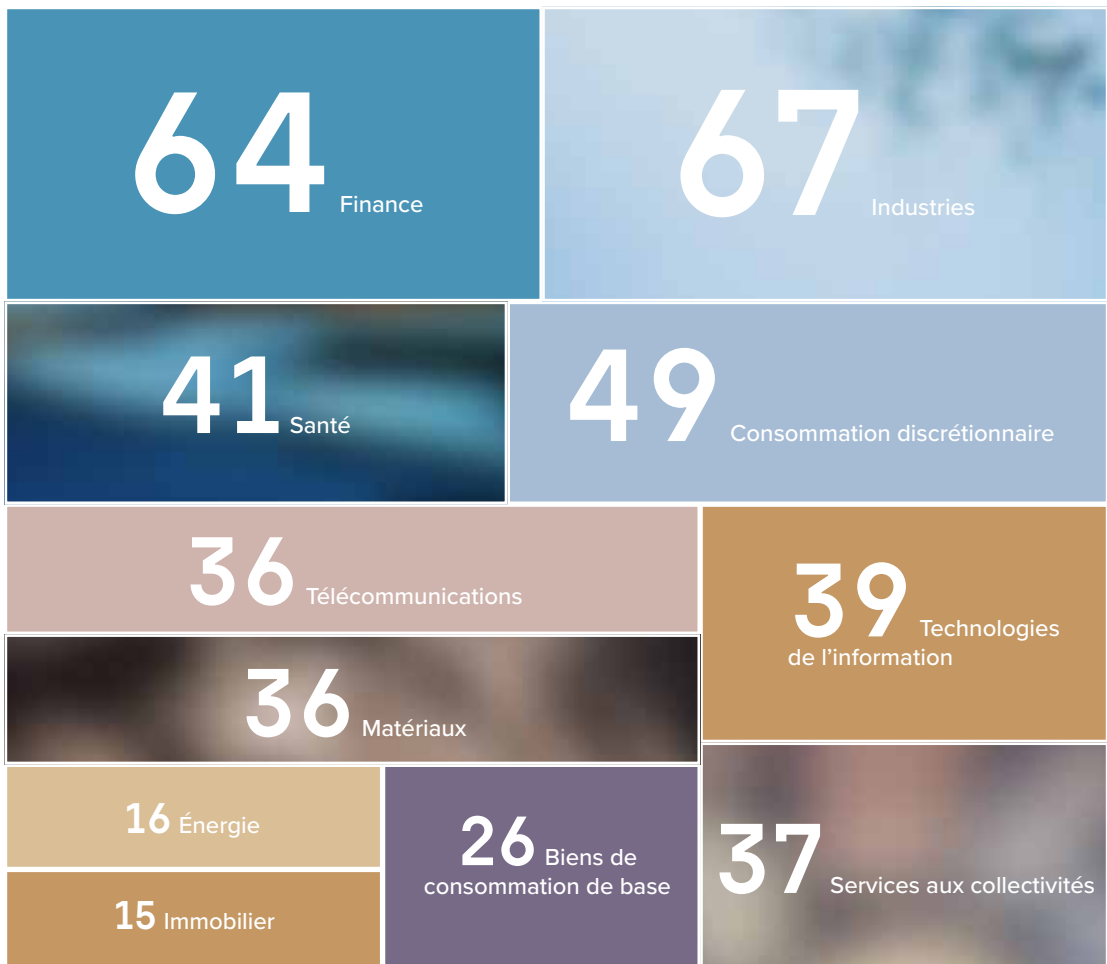 64 Finance
67 Industries
41 Santé
49 Consommation discrétionnaire
36 Télécommunications
39 Technologies
de l’information
36 Matériaux
16 Énergie
26 Biens de
consommation de base
37 Services aux collectivités
15 Immobilier